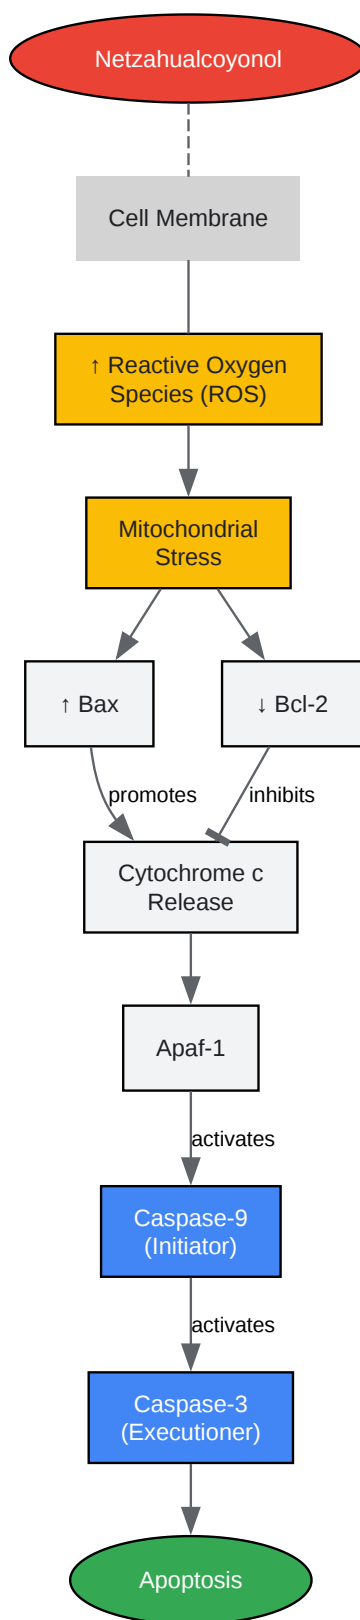 Netzahualcoyonol
Cell Membrane
↑ Reactive Oxygen
Species (ROS)
Mitochondrial
Stress
↑ Bax
↓ Bcl-2
promotes
inhibits
Cytochrome c
Release
Apaf-1
activates
Caspase-9
(Initiator)
activates
Caspase-3
(Executioner)
Apoptosis